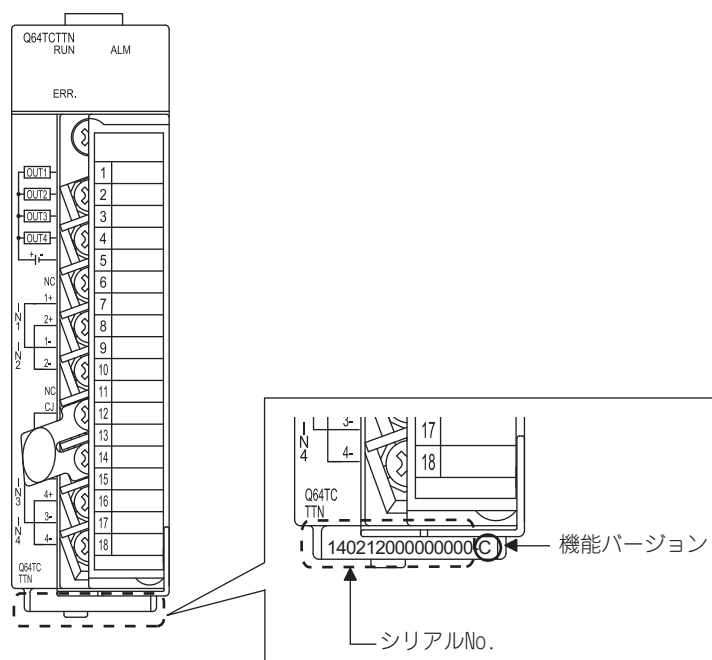 Q64TCTTN
RUN ALM
ERR.
OUT1
OUT2
OUT3
OUT4
+ -
NC
1+
2+
1-
2-
IN1
IN2
NC
CJ
4+
3-
4-
IN3
IN4
Q64TC
TTN
1
2
3
4
5
6
7
8
9
10
11
12
13
14
15
16
17
18
3-
4-
IN4
17
18
Q64TC
TTN
140212000000000-C
機能バージョン
シリアルNo.